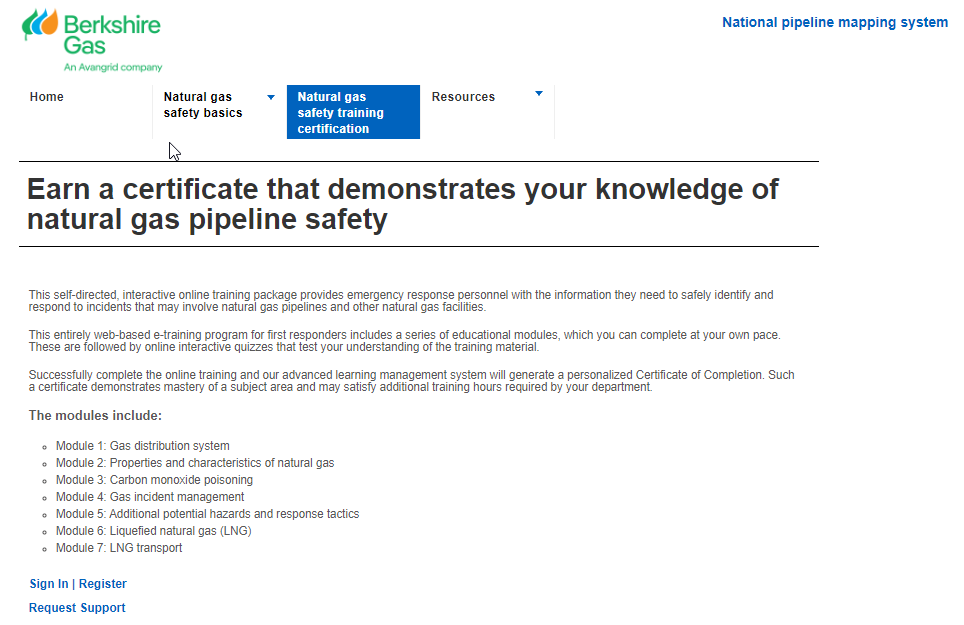 Berkshire
Gas
An Avangrid company
National pipeline mapping system
Home
Natural gas
safety basics
Natural gas
safety training
certification
Resources
Earn a certificate that demonstrates your knowledge of
natural gas pipeline safety
This self-directed, interactive online training package provides emergency response personnel with the information they need to safely identify and
respond to incidents that may involve natural gas pipelines and other natural gas facilities.
This entirely web-based e-training program for first responders includes a series of educational modules, which you can complete at your own pace.
These are followed by online interactive quizzes that test your understanding of the training material.
Successfully complete the online training and our advanced learning management system will generate a personalized Certificate of Completion. Such
a certificate demonstrates mastery of a subject area and may satisfy additional training hours required by your department.
The modules include:
Module 1: Gas distribution system
Module 2: Properties and characteristics of natural gas
Module 3: Carbon monoxide poisoning
Module 4: Gas incident management
Module 5: Additional potential hazards and response tactics
Module 6: Liquefied natural gas (LNG)
Module 7: LNG transport
Sign In | Register
Request Support